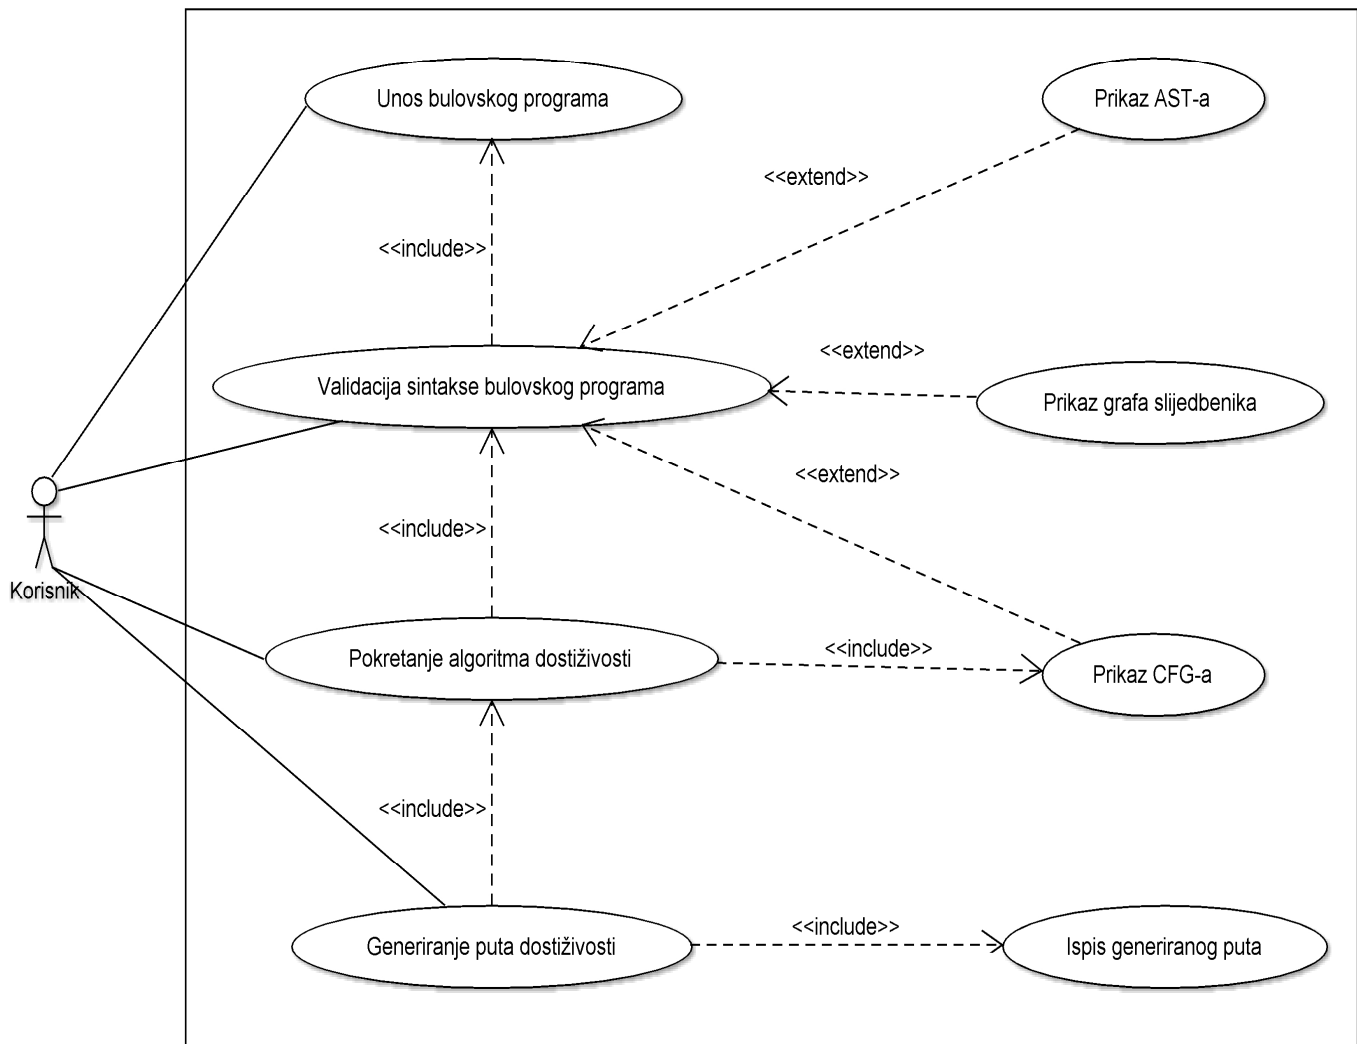 Unos bulovskog programa
Prikaz AST-a
<<extend>>
<<include>>
<<extend>>
Validacija sintakse bulovskog programa
Prikaz grafa slijedbenika
<<extend>>
<<include>>
Korisnik
Pokretanje algoritma dostiživosti
<<include>>
Prikaz CFG-a
<<include>>
<<include>>
Generiranje puta dostiživosti
Ispis generiranog puta